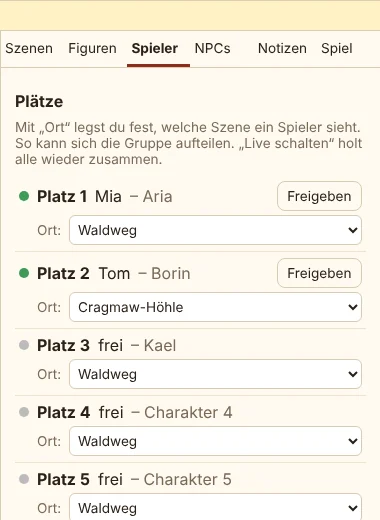 Szenen Figuren Spieler NPCs Notizen Spiel
Plätze
Mit „Ort“ legst du fest, welche Szene ein Spieler sieht.
So kann sich die Gruppe aufteilen. „Live schalten“ holt
alle wieder zusammen.
Platz 1 Mia – Aria Freigeben
Ort: Waldweg
Platz 2 Tom – Borin Freigeben
Ort: Cragmaw-Höhle
Platz 3 frei – Kael
Ort: Waldweg
Platz 4 frei – Charakter 4
Ort: Waldweg
Platz 5 frei – Charakter 5
Ort: Waldweg